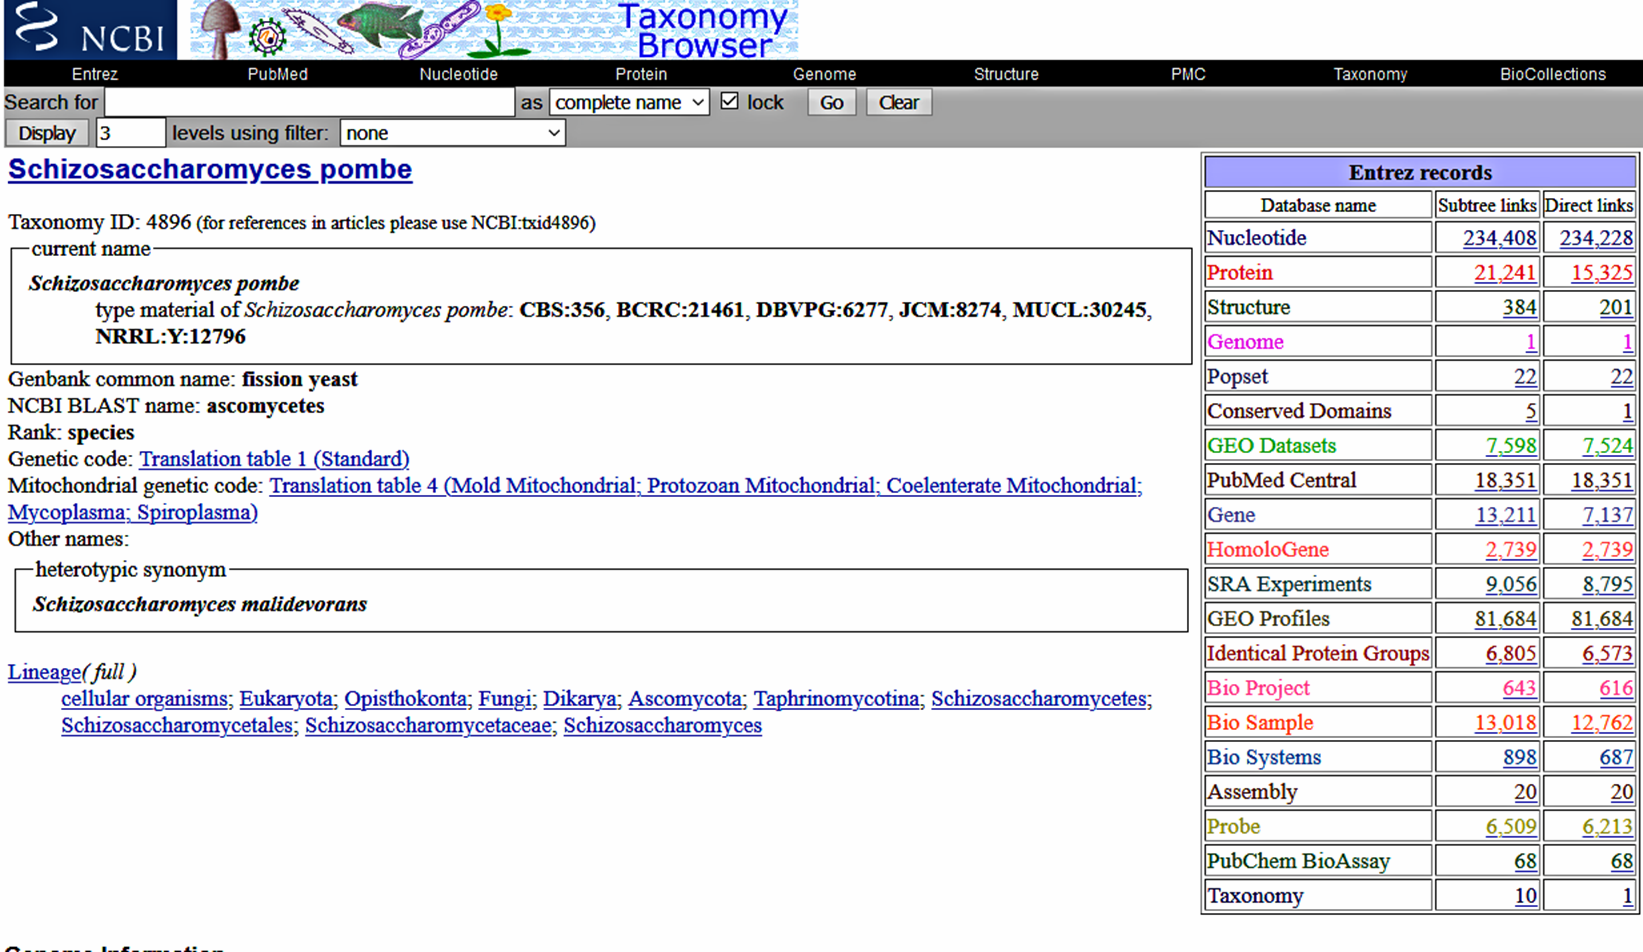 NCBI
Taxonomy
Browser
Entrez PubMed Nucleotide Protein Genome Structure PMC Taxonomy BioCollections
Search for as complete name lock Go Clear
Display 3 levels using filter: none
Schizosaccharomyces pombe
Taxonomy ID: 4896 (for references in articles please use NCBI:txid4896)
current name
Schizosaccharomyces pombe
type material of Schizosaccharomyces pombe: CBS:356, BCRC:21461, DBVPG:6277, JCM:8274, MUCL:30245,
NRRL:Y:12796
Genbank common name: fission yeast
NCBI BLAST name: ascomycetes
Rank: species
Genetic code: Translation table 1 (Standard)
Mitochondrial genetic code: Translation table 4 (Mold Mitochondrial; Protozoan Mitochondrial; Coelenterate Mitochondrial;
Mycoplasma; Spiroplasma)
Other names:
heterotypic synonym
Schizosaccharomyces malidevorans
Lineage( full )
cellular organisms; Eukaryota; Opisthokonta; Fungi; Dikarya; Ascomycota; Taphrinomycotina; Schizosaccharomycetes;
Schizosaccharomycetales; Schizosaccharomycetaceae; Schizosaccharomyces
Entrez records
Database name Subtree links Direct links
Nucleotide 234,408 234,228
Protein 21,241 15,325
Structure 384 201
Genome 1 1
Popset 22 22
Conserved Domains 5 1
GEO Datasets 7,598 7,524
PubMed Central 18,351 18,351
Gene 13,211 7,137
HomoloGene 2,739 2,739
SRA Experiments 9,056 8,795
GEO Profiles 81,684 81,684
Identical Protein Groups 6,805 6,573
Bio Project 643 616
Bio Sample 13,018 12,762
Bio Systems 898 687
Assembly 20 20
Probe 6,509 6,213
PubChem BioAssay 68 68
Taxonomy 10 1